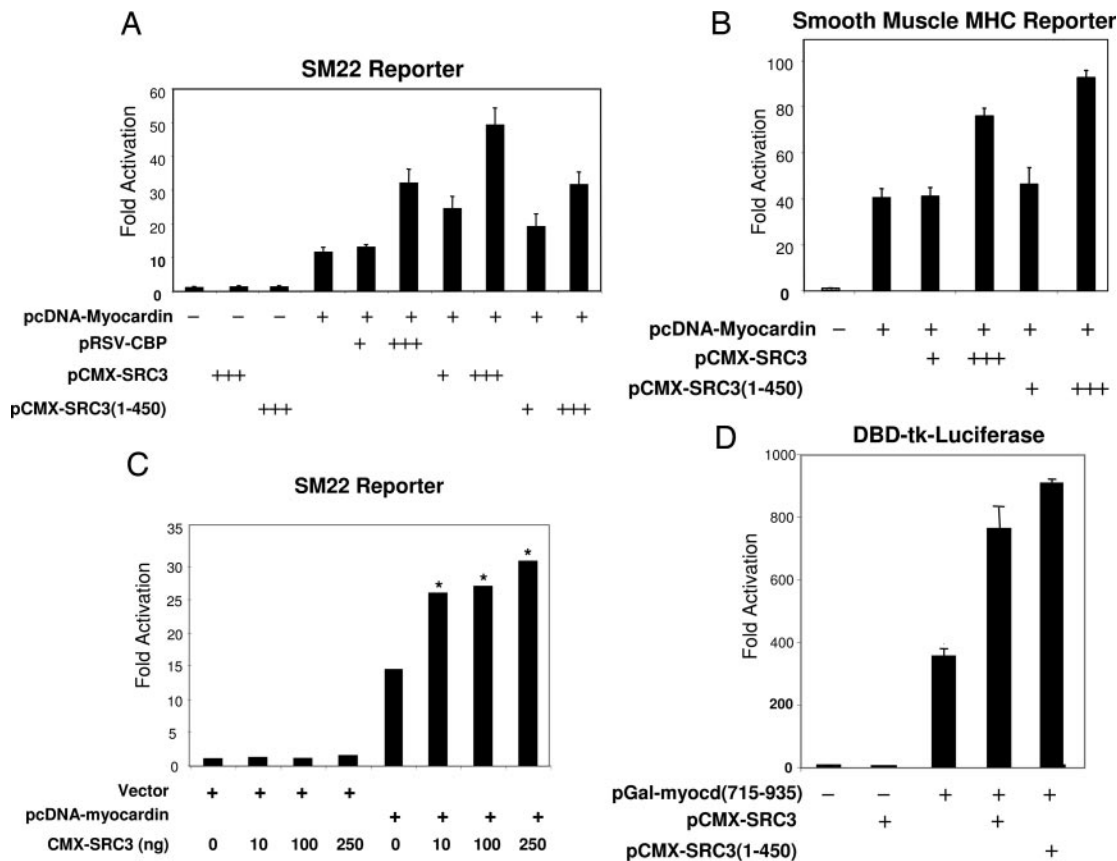 A
SM22 Reporter
Fold Activation
60
50
40
30
20
10
0
pcDNA-Myocardin − − − + + + + + + +
pRSV-CBP + +++
pCMX-SRC3 +++ + +++
pCMX-SRC3(1-450) +++ + +++
B
Smooth Muscle MHC Reporter
Fold Activation
100
80
60
40
20
0
pcDNA-Myocardin − + + + + +
pCMX-SRC3 + +++
pCMX-SRC3(1-450) + +++
C
SM22 Reporter
Fold Activation
35
30
25
20
15
10
5
0
* * *
Vector + + + +
pcDNA-myocardin + + + +
CMX-SRC3 (ng) 0 10 100 250 0 10 100 250
D
DBD-tk-Luciferase
Fold Activation
1000
800
600
400
200
0
pGal-myocd(715-935) − − + + +
pCMX-SRC3 + +
pCMX-SRC3(1-450) +